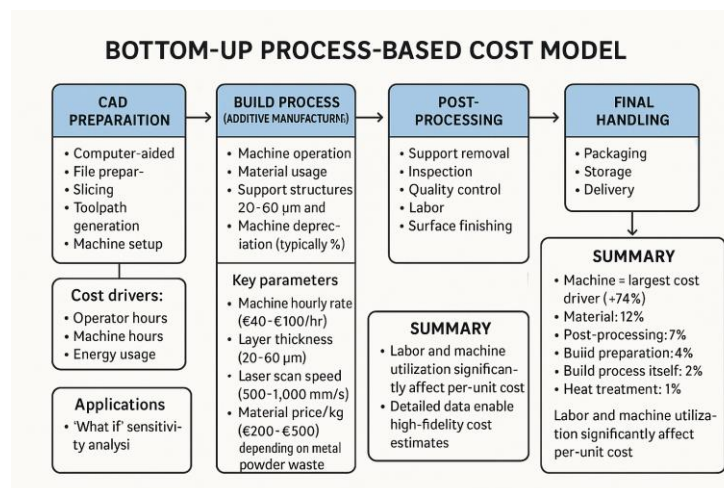 BOTTOM-UP PROCESS-BASED COST MODEL
CAD
PREPARAITION
• Computer-aided
• File prepar-
• Slicing
• Toolpath
generation
• Machine setup
Cost drivers:
• Operator hours
• Machine hours
• Energy usage
Applications
• 'What if' sensitivi-
ty analysi
BUILD PROCESS
(ADDITIVE MANUFACTURING)
• Machine operation
• Material usage
• Support structures
20-60 μm and
• Machine deprec-
iation (typically %)
Key parameters
• Machine hourly rate
(€40-€100/hr)
• Layer thickness
(20-60 μm)
• Laser scan speed
(500-1,000 mm/s)
• Material price/kg
(€200-€500)
depending on metal
powder waste
POST-
PROCESSING
• Support removal
• Inspection
• Quality control
• Labor
• Surface finishing
SUMMARY
• Labor and machine
utilization significan-
tly affect per-unit cost
• Detailed data enable
high-fidelity cost
estimates
FINAL
HANDLING
• Packaging
• Storage
• Delivery
SUMMARY
• Machine = largest cost
driver (+74%)
• Material: 12%
• Post-processing: 7%
• Buiid preparation: 4%
• Build process itself: 2%
• Heat treatment: 1%
Labor and machine utiliza-
tion significantly affect
per-unit cost